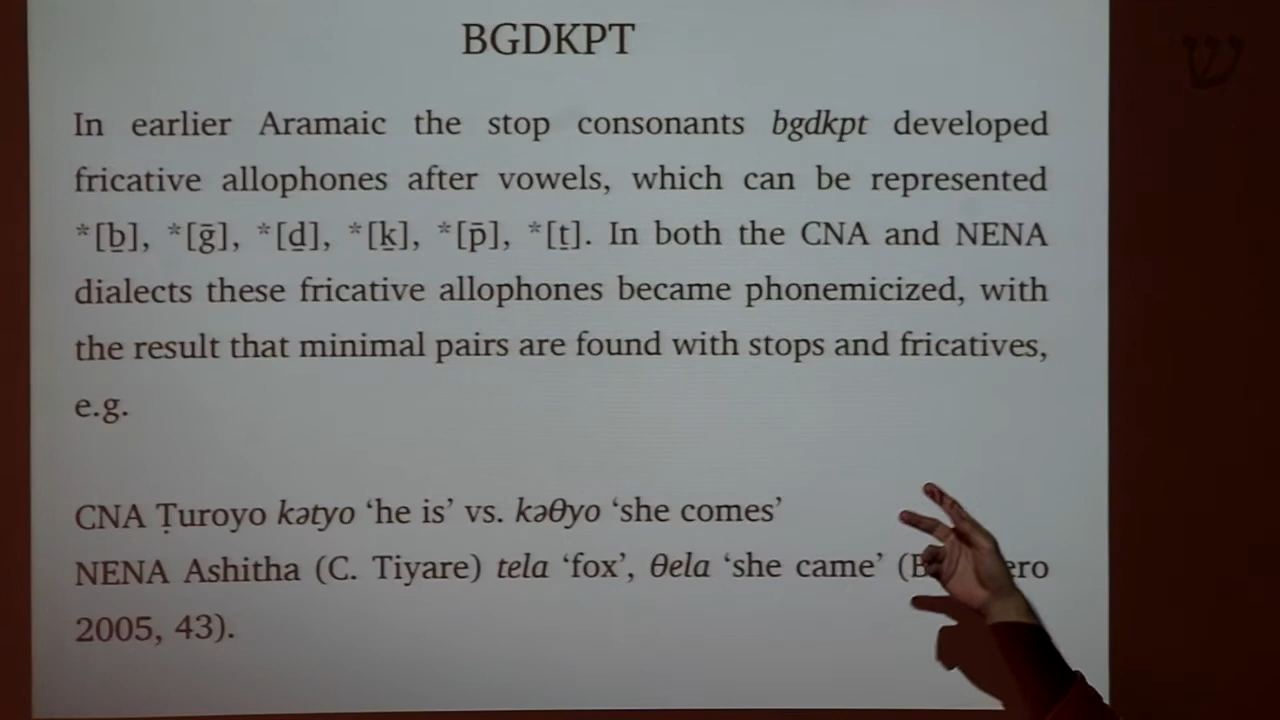 BGDKPT
In earlier Aramaic the stop consonants bgdkpt developed
fricative allophones after vowels, which can be represented
*[ḇ], *[ḡ], *[ḏ], *[ḵ], *[p̄], *[ṯ]. In both the CNA and NENA
dialects these fricative allophones became phonemicized, with
the result that minimal pairs are found with stops and fricatives,
e.g.
CNA Ṭuroyo kətyo ‘he is’ vs. kəθyo ‘she comes’
NENA Ashitha (C. Tiyare) tela ‘fox’, θela ‘she came’
2005, 43).
ש